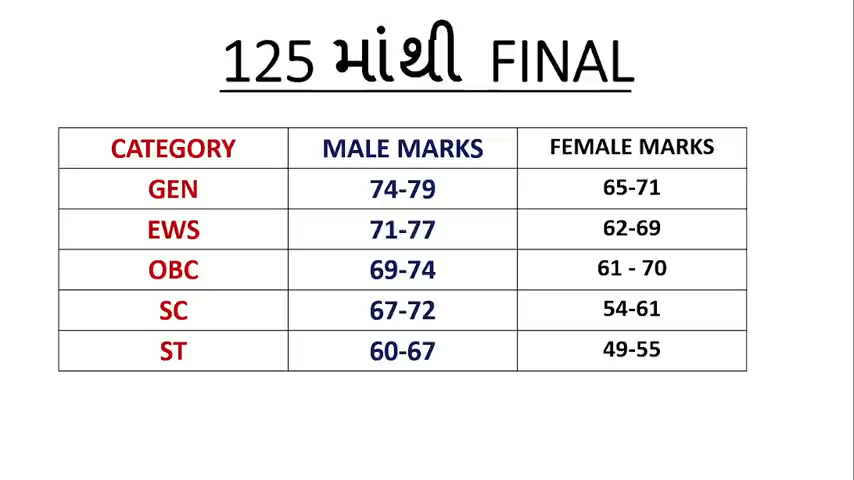 125 માંથી FINAL
CATEGORY MALE MARKS FEMALE MARKS
GEN 74-79 65-71
EWS 71-77 62-69
OBC 69-74 61 - 70
SC 67-72 54-61
ST 60-67 49-55